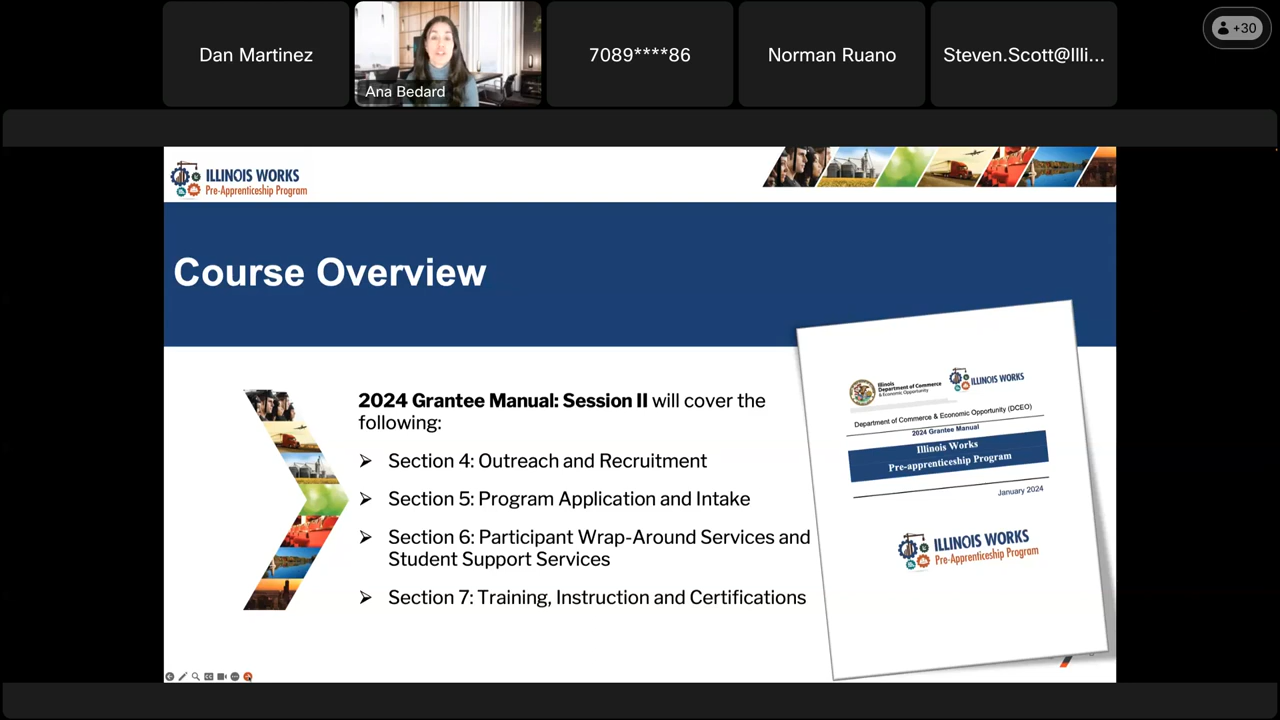 Dan Martinez
Ana Bedard
7089****86
Norman Ruano
Steven.Scott@Illi...
+30
ILLINOIS WORKS
Pre-Apprenticeship Program
Course Overview
2024 Grantee Manual: Session II will cover the
following:
Section 4: Outreach and Recruitment
Section 5: Program Application and Intake
Section 6: Participant Wrap-Around Services and
Student Support Services
Section 7: Training, Instruction and Certifications
Illinois
Department of Commerce
& Economic Opportunity
ILLINOIS WORKS
Department of Commerce & Economic Opportunity (DCEO)
2024 Grantee Manual
Illinois Works
Pre-apprenticeship Program
January 2024
ILLINOIS WORKS
Pre-Apprenticeship Program